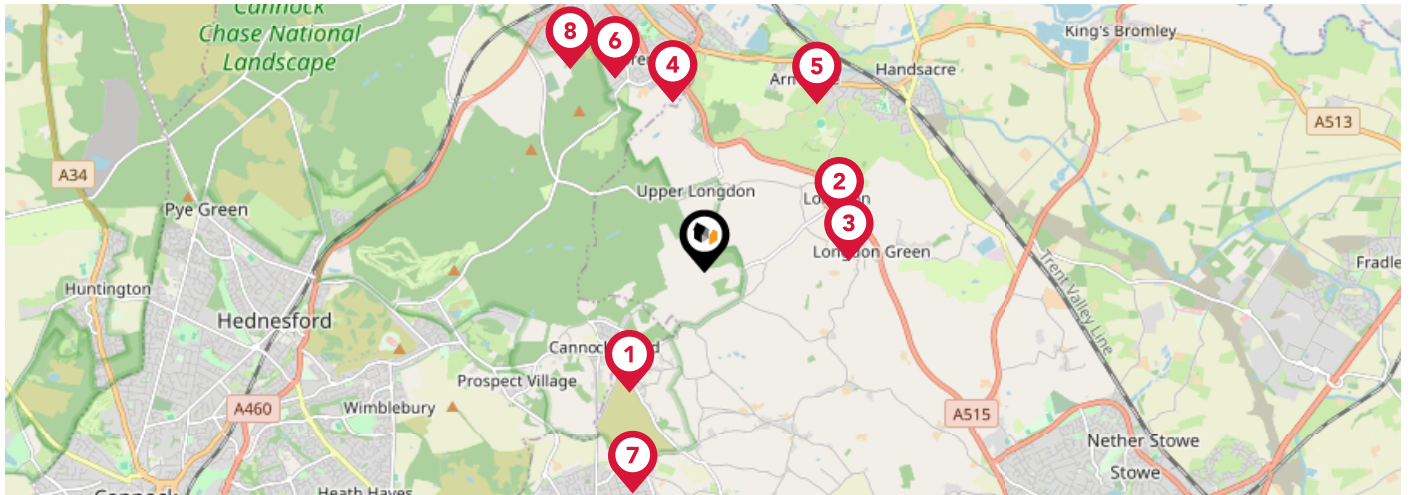 Cannock
Chase National
Landscape
8
6
4
5
King's Bromley
Handsacre
A513
A34
Upper Longdon
2
Pye Green
3
Longdon Green
Trent Valley Line
Huntington
Hednesford
1
Prospect Village
A460
Wimblebury
A515
Nether Stowe
Stowe
7
Cannock
Heath Hayes